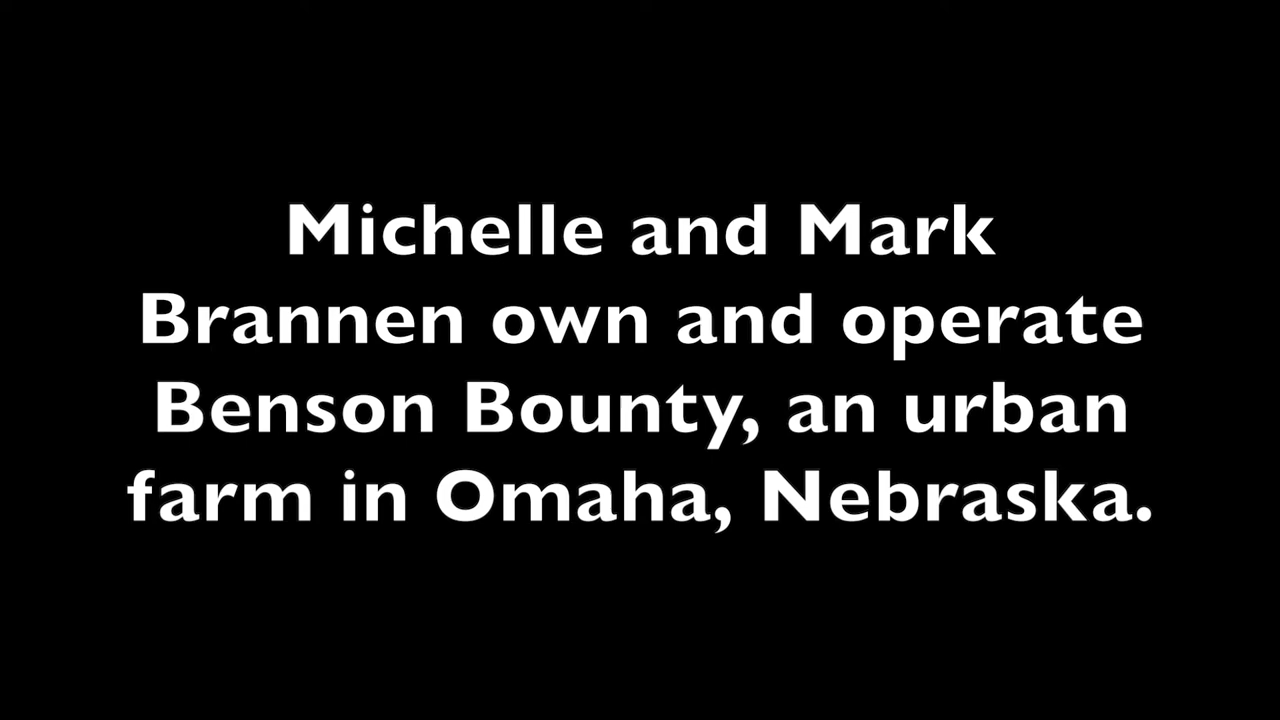 Michelle and Mark
Brannen own and operate
Benson Bounty, an urban
farm in Omaha, Nebraska.